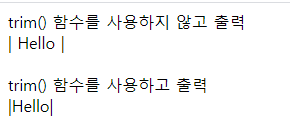 trim() 함수를 사용하지 않고 출력
| Hello |
trim() 함수를 사용하고 출력
|Hello|